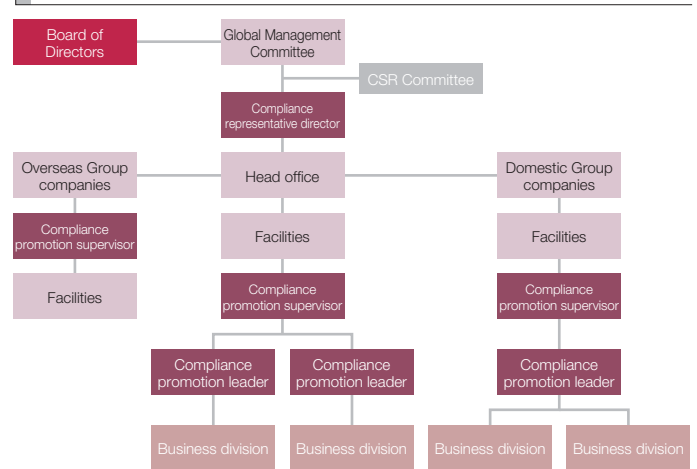 Board of
Directors
Global Management
Committee
CSR Committee
Compliance
representative director
Overseas Group
companies
Head office
Domestic Group
companies
Compliance
promotion supervisor
Facilities
Facilities
Facilities
Compliance
promotion supervisor
Compliance
promotion supervisor
Compliance
promotion leader
Compliance
promotion leader
Compliance
promotion leader
Business division
Business division
Business division
Business division